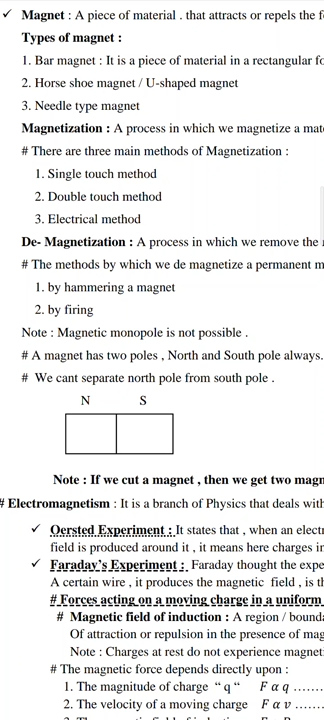 ✓ Magnet : A piece of material . that attracts or repels the
Types of magnet :
1. Bar magnet : It is a piece of material in a rectangular
2. Horse shoe magnet / U-shaped magnet
3. Needle type magnet
Magnetization : A process in which we magnetize a
# There are three main methods of Magnetization :
1. Single touch method
2. Double touch method
3. Electrical method
De- Magnetization : A process in which we remove the
# The methods by which we de magnetize a permanent
1. by hammering a magnet
2. by firing
Note : Magnetic monopole is not possible .
# A magnet has two poles , North and South pole always.
# We cant separate north pole from south pole .
N S
Note : If we cut a magnet , then we get two
# Electromagnetism : It is a branch of Physics that deals with
✓ Oersted Experiment : It states that , when an
field is produced around it , it means here charges
✓ Faraday's Experiment : Faraday thought the
A certain wire , it produces the magnetic field , is
# Forces acting on a moving charge in a uniform
# Magnetic field of induction : A region /
Of attraction or repulsion in the presence of
Note : Charges at rest do not experience
# The magnetic force depends directly upon :
1. The magnitude of charge “ q “ F α q .......
2. The velocity of a moving charge F α υ ......